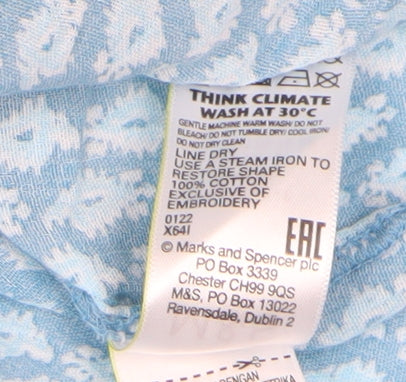 THINK CLIMATE
WASH AT 30°C
GENTLE MACHINE WARM WASH/ DO NOT
BLEACH/ DO NOT TUMBLE DRY/ COOL IRON/
DO NOT DRY CLEAN
LINE DRY
USE A STEAM IRON TO
RESTORE SHAPE
100% COTTON
EXCLUSIVE OF
EMBROIDERY
0122
X64I
EAC
© Marks and Spencer plc
PO Box 3339
Chester CH99 9QS
M&S, PO Box 13022
Ravensdale, Dublin 2
DENGAN